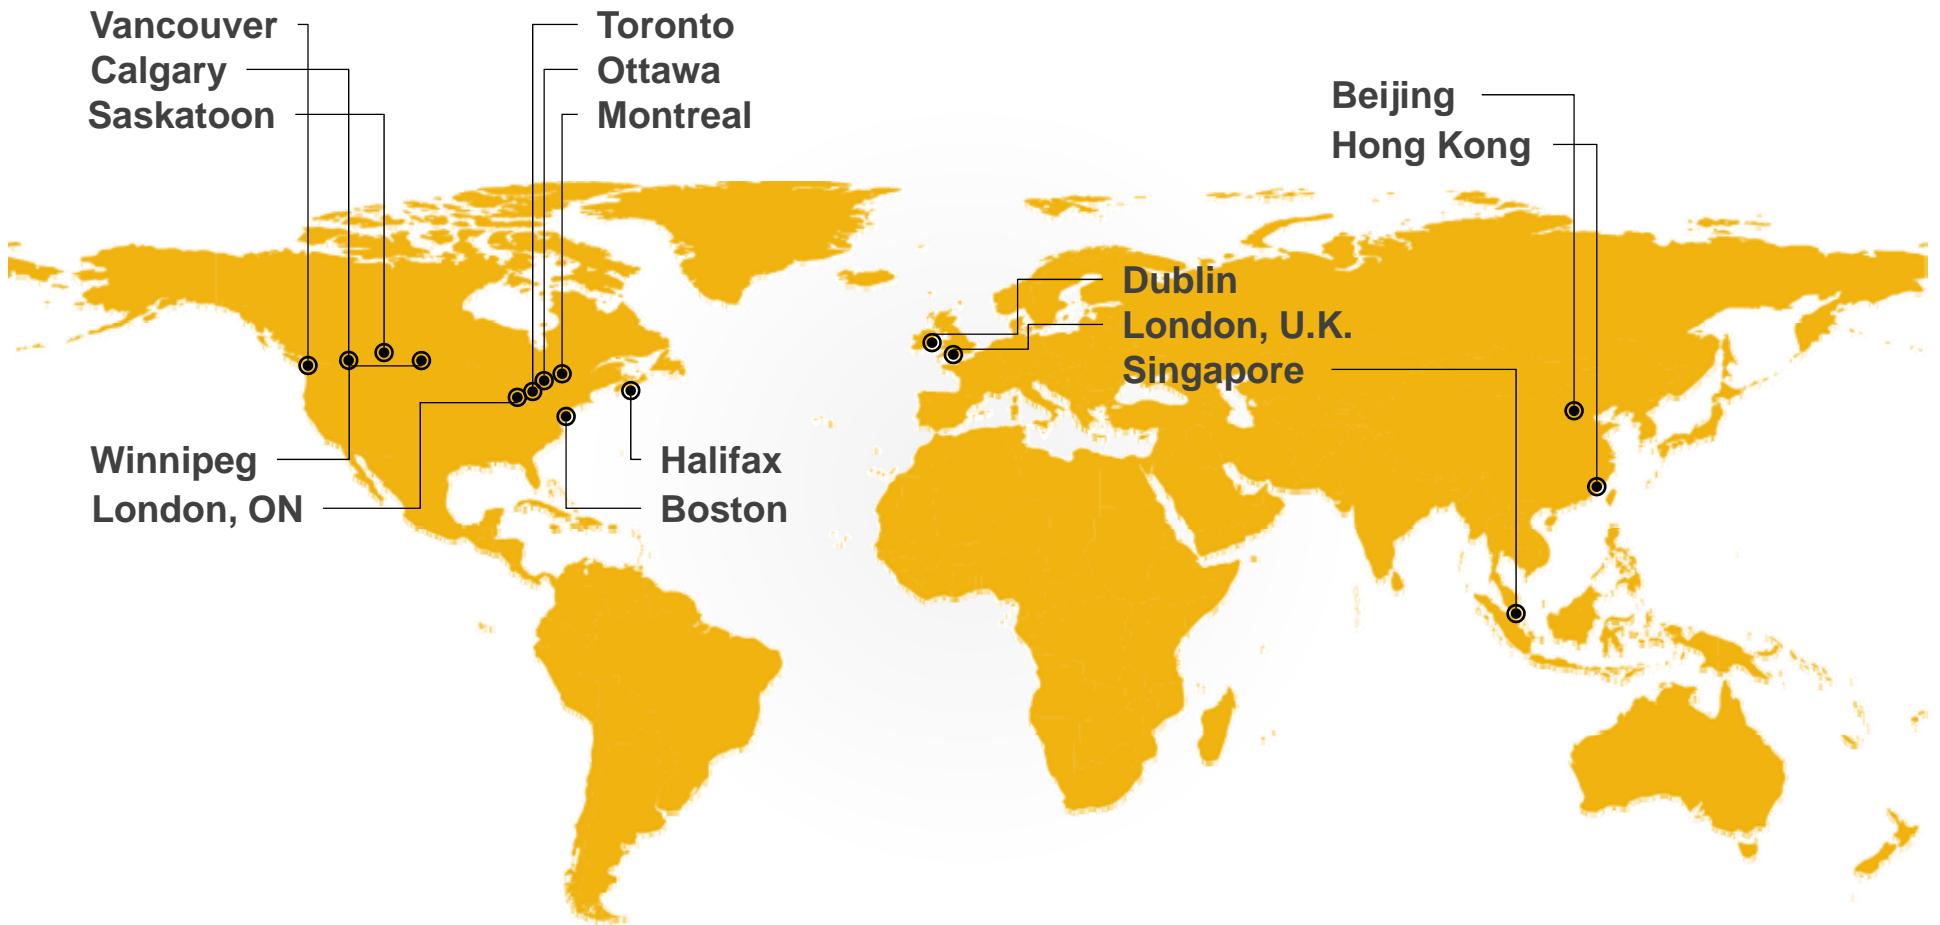 Vancouver
Calgary
Saskatoon
Toronto
Ottawa
Montreal
Beijing
Hong Kong
Dublin
London, U.K.
Singapore
Winnipeg
London, ON
Halifax
Boston